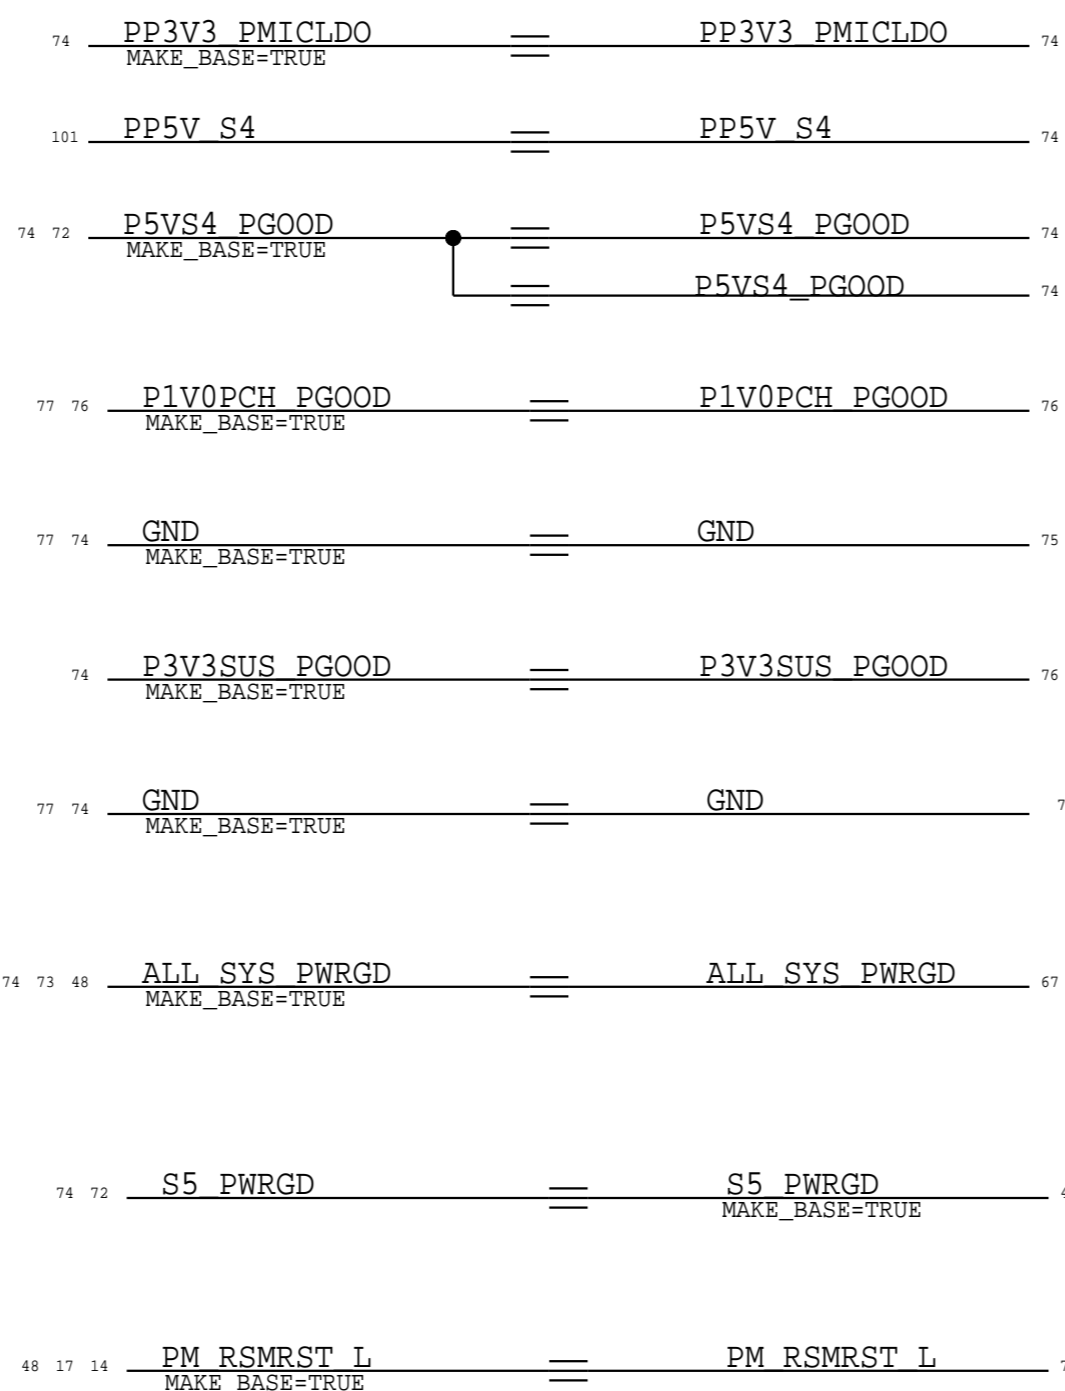 74 PP3V3_PMICLDO PP3V3_PMICLDO 74
MAKE_BASE=TRUE
101 PP5V_S4 PP5V_S4 74
74 72 P5VS4_PGOOD P5VS4_PGOOD 74
MAKE_BASE=TRUE
P5VS4_PGOOD 74
77 76 P1V0PCH_PGOOD P1V0PCH_PGOOD 76
MAKE_BASE=TRUE
77 74 GND GND 75
MAKE_BASE=TRUE
74 P3V3SUS_PGOOD P3V3SUS_PGOOD 76
MAKE_BASE=TRUE
77 74 GND GND
MAKE_BASE=TRUE
74 73 48 ALL_SYS_PWRGD ALL_SYS_PWRGD 67
MAKE_BASE=TRUE
74 72 S5_PWRGD S5_PWRGD
MAKE_BASE=TRUE
48 17 14 PM_RSMRST_L PM_RSMRST_L
MAKE_BASE=TRUE